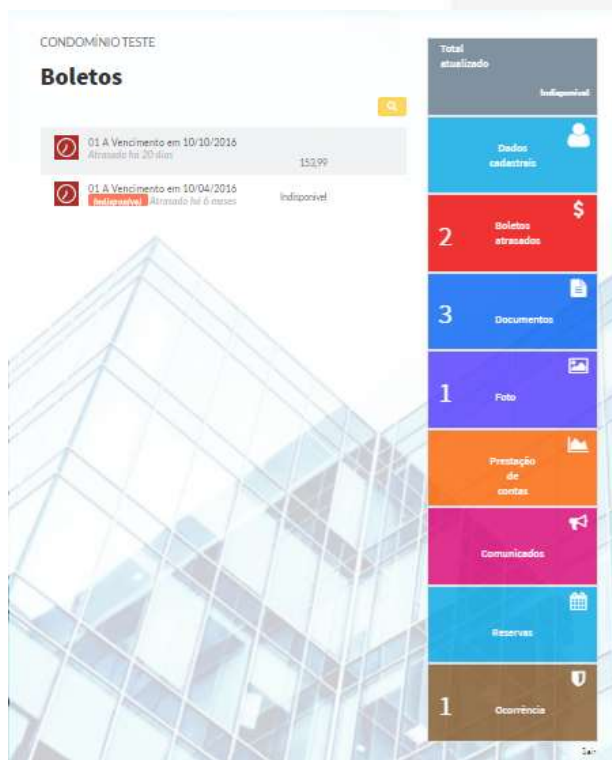 CONDOMÍNIO TESTE
Boletos
01 A Vencimento em 10/10/2016
Atrasado há 20 dias
153,99
01 A Vencimento em 10/04/2016
Indisponível Atrasado há 6 meses
Indisponivel
Total
atualizado
Indisponível
Dados
cadastrais
2 Boletos
atrasados
3 Documentos
1 Foto
Prestação
de
contas
Comunicados
Reservas
1 Ocorrência
Sair